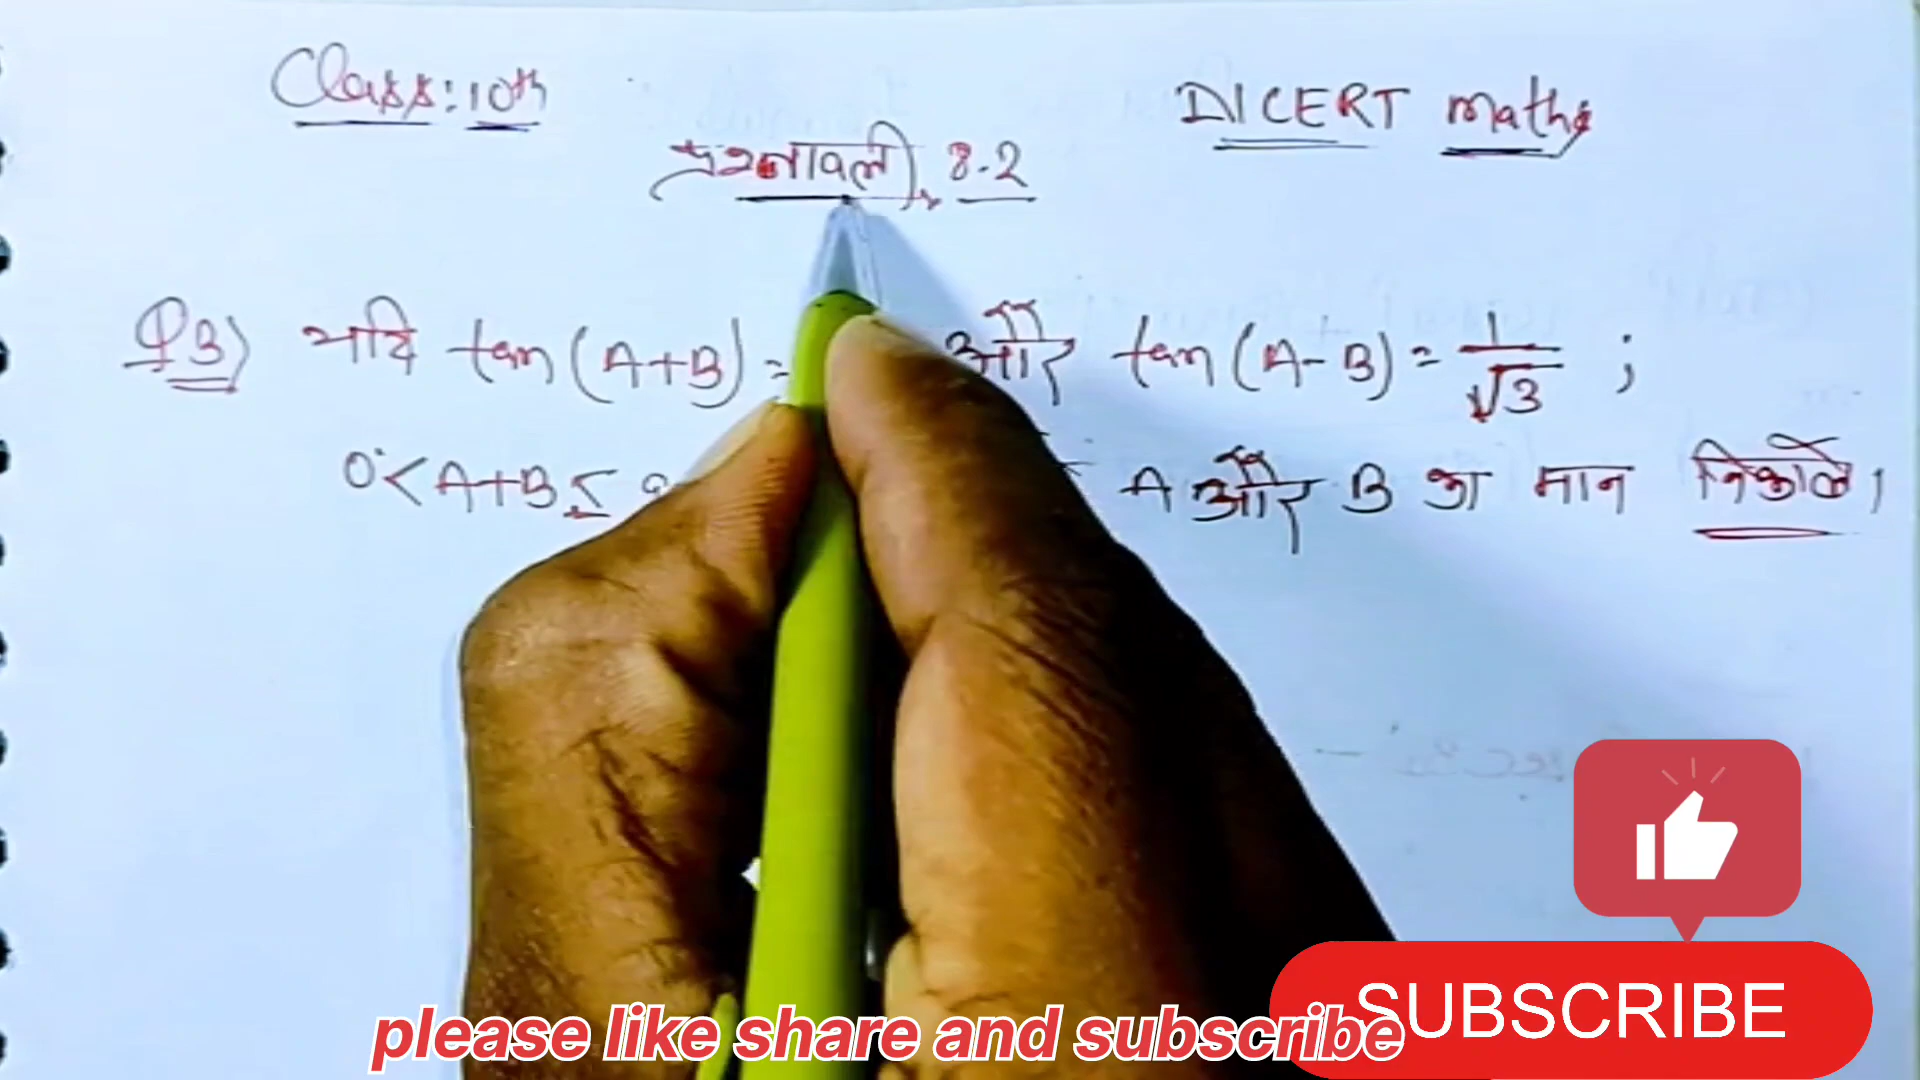 Class: 10th
NCERT maths
प्रश्नावली, 8.2
Q3) यदि tan (A+B) = और tan (A-B) = 1/√3 ;
0°< A+B ≤ A और B का मान निकालें।
SUBSCRIBE
please like share and subscribe